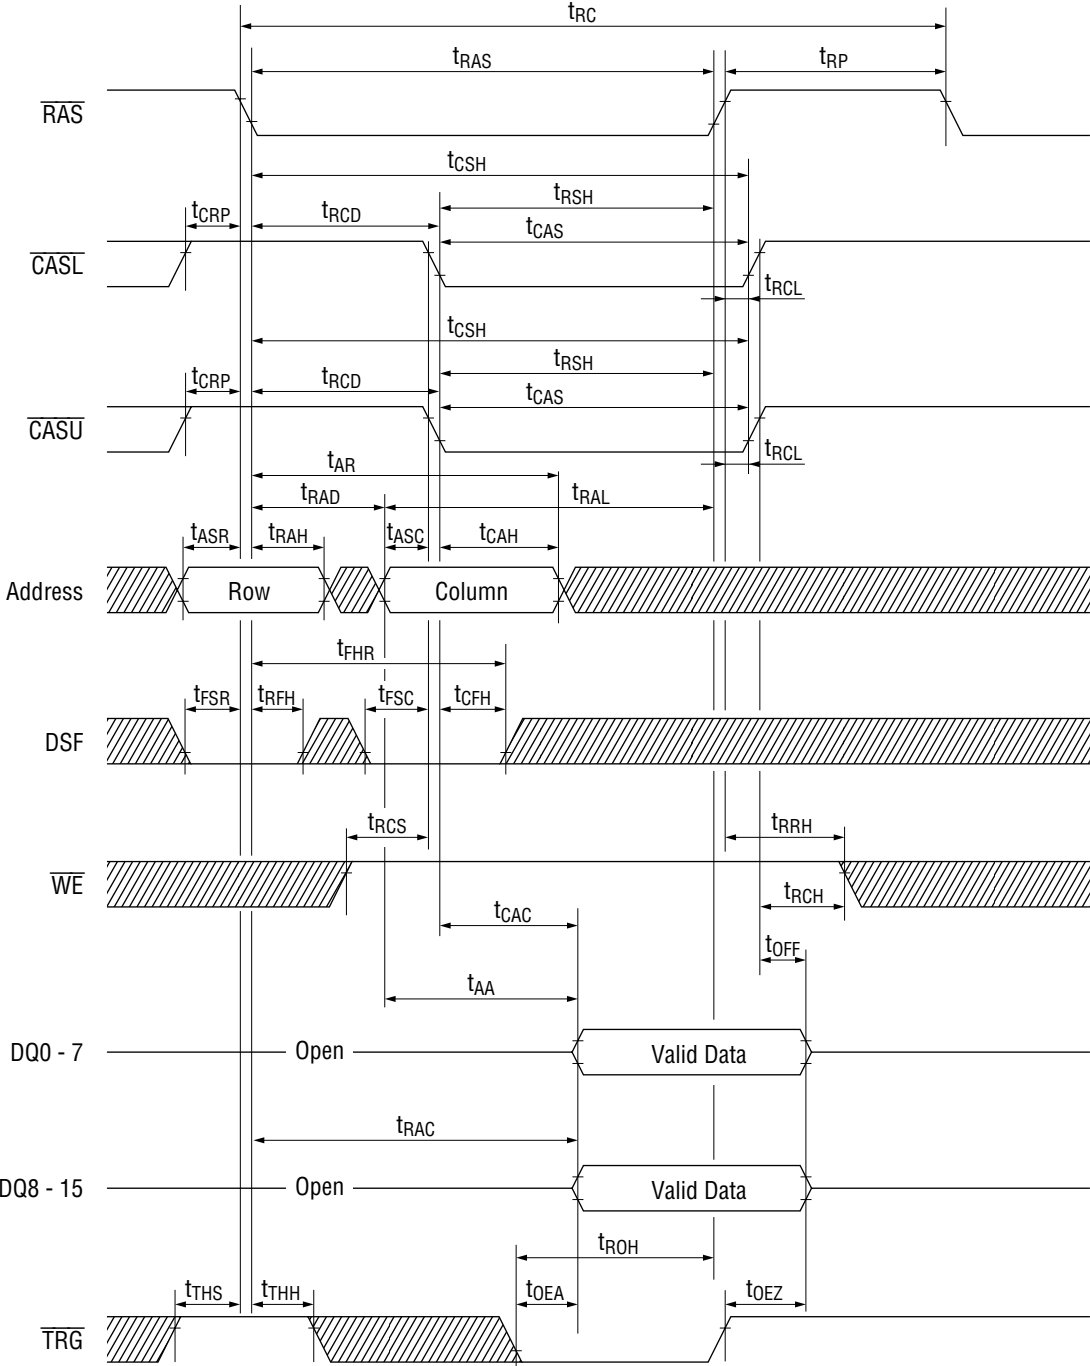 tRC
tRAS tRP
RAS
tCSH
tRSH
tCRP tRCD tCAS
CASL
tRCL
tCSH
tRSH
tCRP tRCD tCAS
CASU
tRCL
tAR
tRAD tRAL
tASR tRAH tASC tCAH
Address Row Column
tFHR
tFSR tRFH tFSC tCFH
DSF
tRCS tRRH
WE
tRCH
tCAC
tOFF
tAA
DQ0 - 7 Open Valid Data
tRAC
DQ8 - 15 Open Valid Data
tROH
tTHS tTHH tOEA tOEZ
TRG